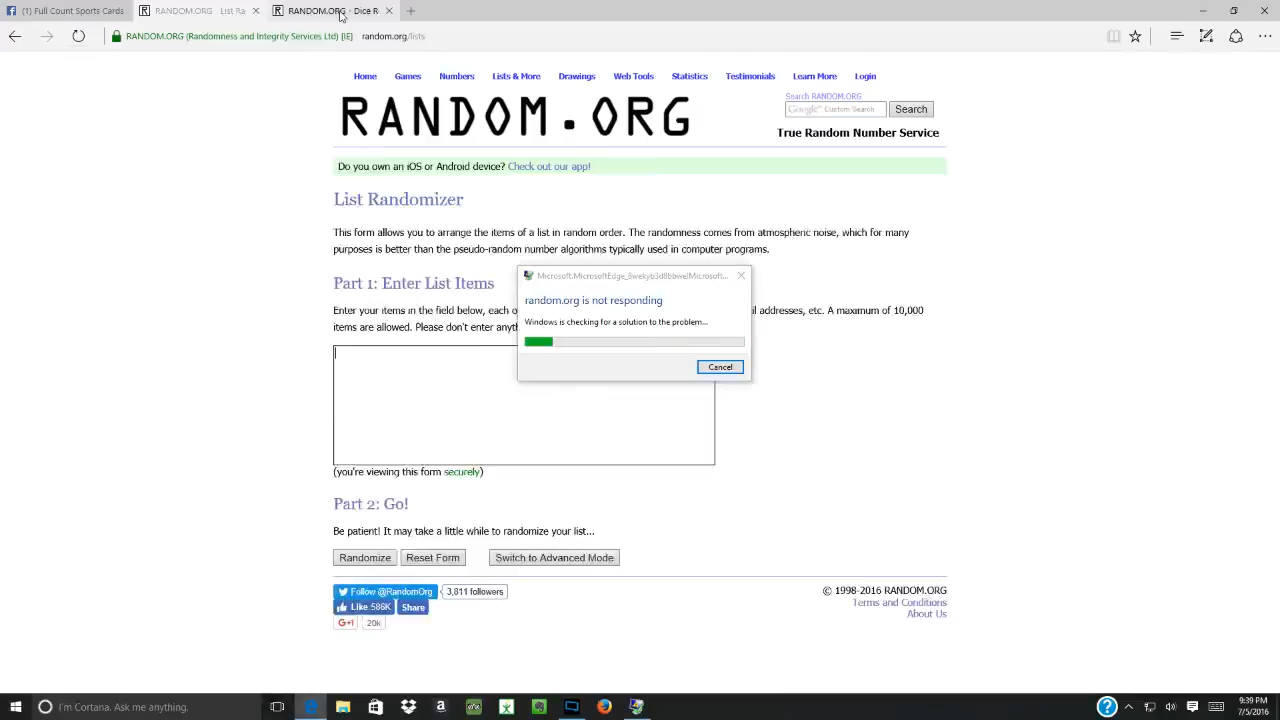 (1) Full Count Sports Cards
RANDOM.ORG - List Ra
RANDOM.ORG - Dice R
RANDOM.ORG (Randomness and Integrity Services Ltd) [IE] random.org/lists
Home Games Numbers Lists & More Drawings Web Tools Statistics Testimonials Learn More Login
Search RANDOM.ORG
Google™ Custom Search Search
RANDOM.ORG
True Random Number Service
Do you own an iOS or Android device? Check out our app!
List Randomizer
This form allows you to arrange the items of a list in random order. The randomness comes from atmospheric noise, which for many
purposes is better than the pseudo-random number algorithms typically used in computer programs.
Part 1: Enter List Items
Enter your items in the field below, each o
il addresses, etc. A maximum of 10,000
items are allowed. Please don't enter anyth
Microsoft.MicrosoftEdge_8wekyb3d8bbwe!Microsoft...
random.org is not responding
Windows is checking for a solution to the problem...
Cancel
(you're viewing this form securely)
Part 2: Go!
Be patient! It may take a little while to randomize your list...
Randomize Reset Form Switch to Advanced Mode
Follow @RandomOrg 3,811 followers
Like 586K Share
G+1 20k
© 1998-2016 RANDOM.ORG
Terms and Conditions
About Us
I'm Cortana. Ask me anything.
9:39 PM
7/5/2016